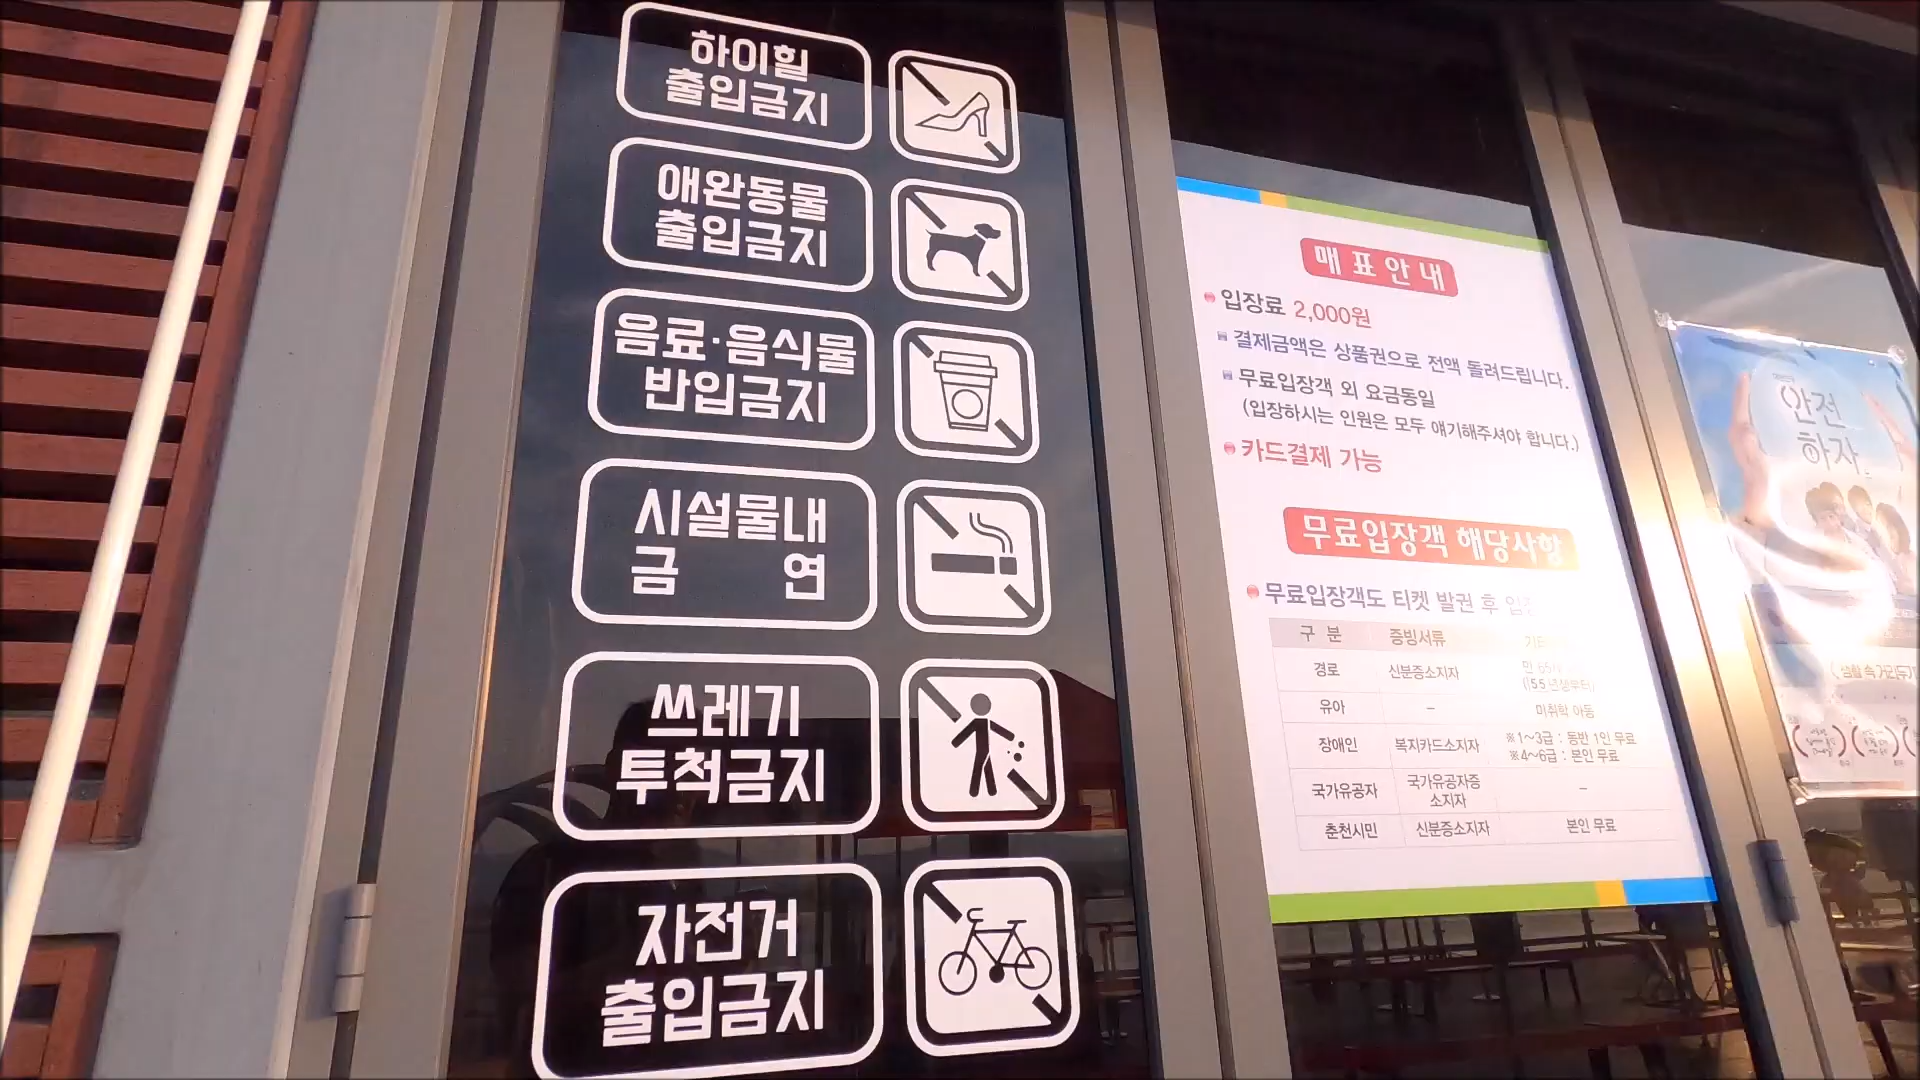 하이힐
출입금지
애완동물
출입금지
음료·음식물
반입금지
시설물내
금 연
쓰레기
투척금지
자전거
출입금지
매표안내
입장료 2,000원
결제금액은 상품권으로 전액 돌려드립니다.
무료입장객 외 요금동일
(입장하시는 인원은 모두 얘기해주셔야 합니다.)
카드결제 가능
무료입장객 해당사항
무료입장객도 티켓 발권 후
구 분 증빙서류
경로 신분증소지자
유아 - 미취학 아동
장애인 복지카드소지자 ※1~3급 : 동반 1인 무료
※4~6급 : 본인 무료
국가유공자 국가유공자증
소지자 -
춘천시민 신분증소지자 본인 무료
안전
하자
생활 속 거리두기